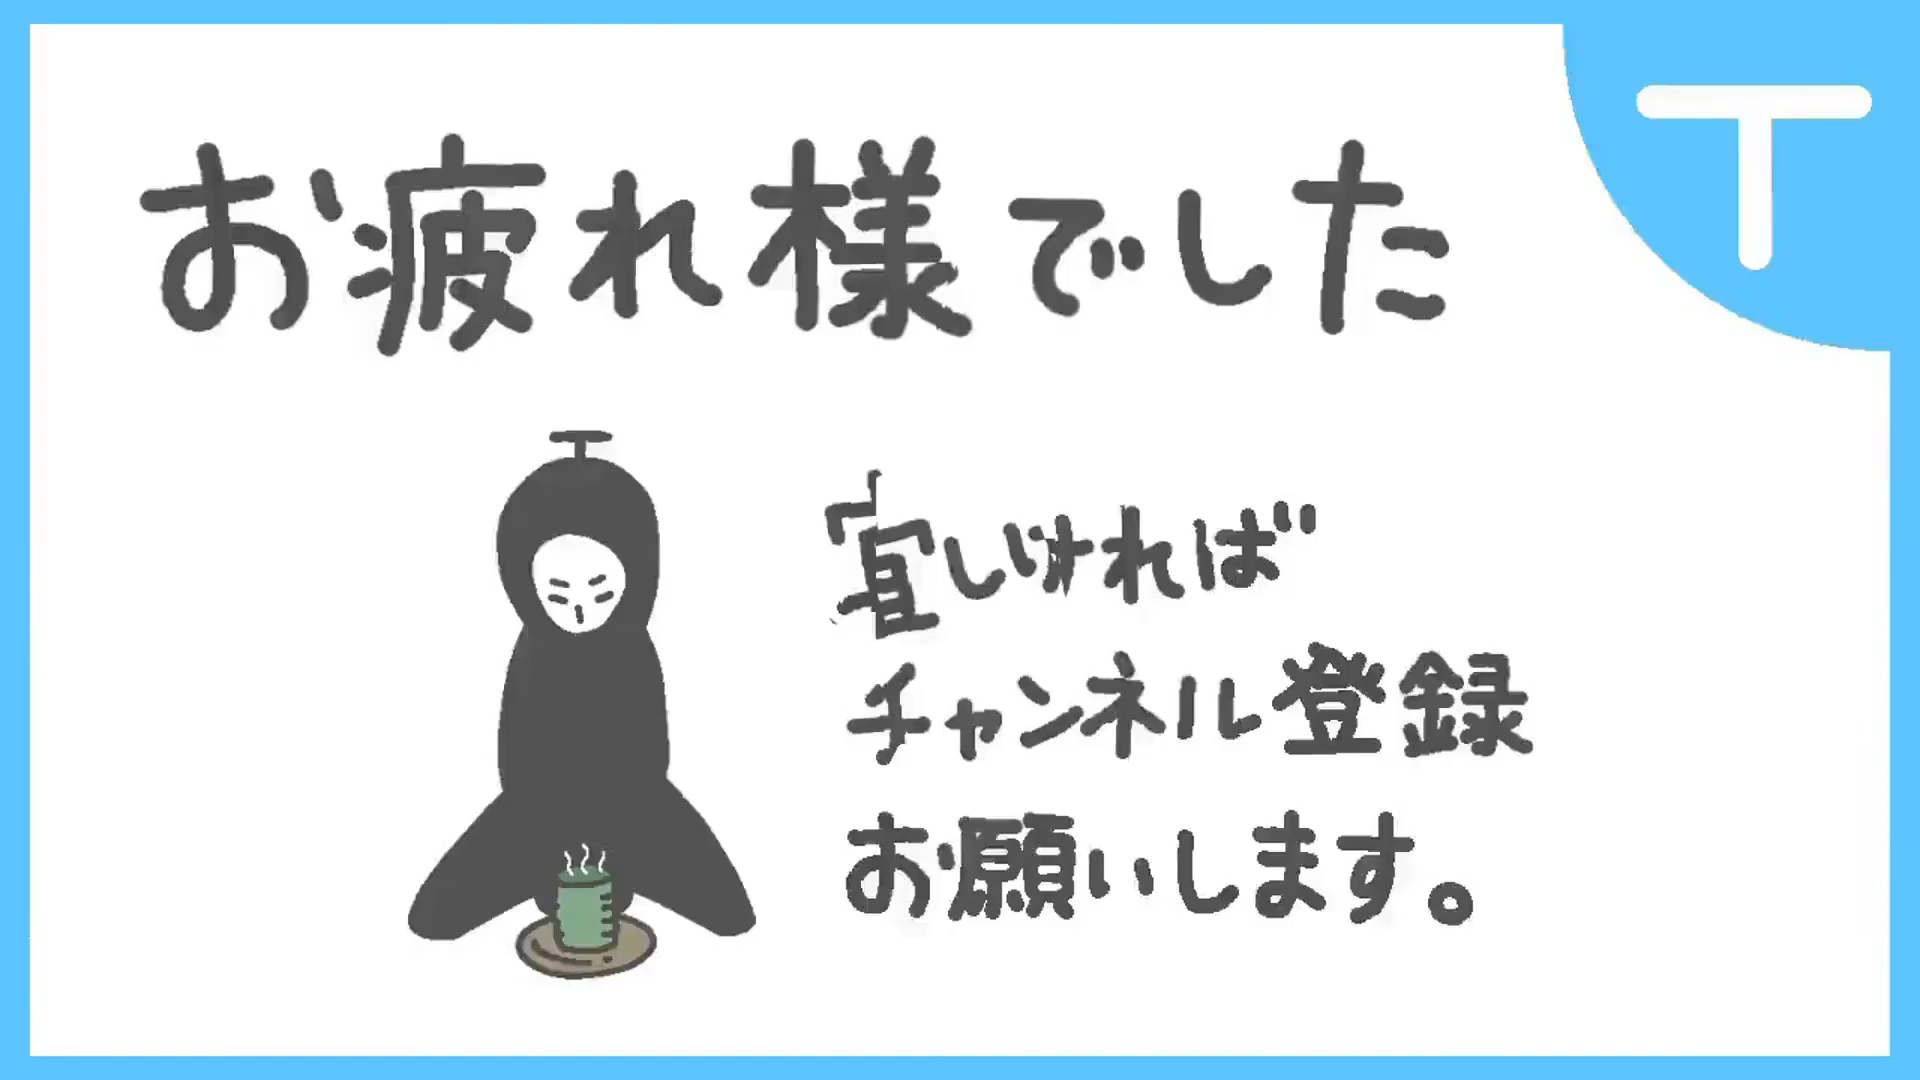 お疲れ様でした
T
宜しければ
チャンネル登録
お願いします。